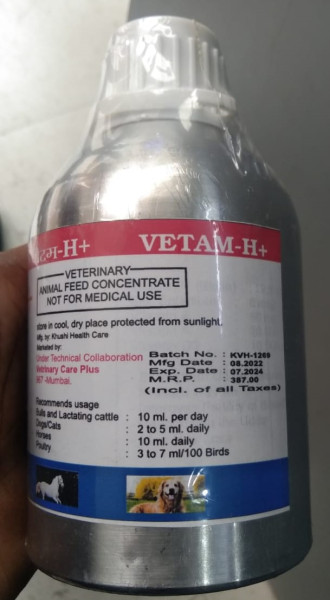 -H+
VETAM-H+
VETERINARY
ANIMAL FEED CONCENTRATE
NOT FOR MEDICAL USE
store in cool, dry place protected from sunlight.
Mfg. by: Khushi Health Care
Marketed by:
Under Technical Collaboration
Veterinary Care Plus
-Mumbai.
Batch No. : KVH-1269
Mfg Date : 08.2022
Exp. Date : 07.2024
M.R.P. : 387.00
(Incl. of all Taxes)
Recommends usage
Bulls and Lactating cattle : 10 ml. per day
Dogs/Cats : 2 to 5 ml. daily
Horses : 10 ml. daily
Poultry : 3 to 7 ml/100 Birds